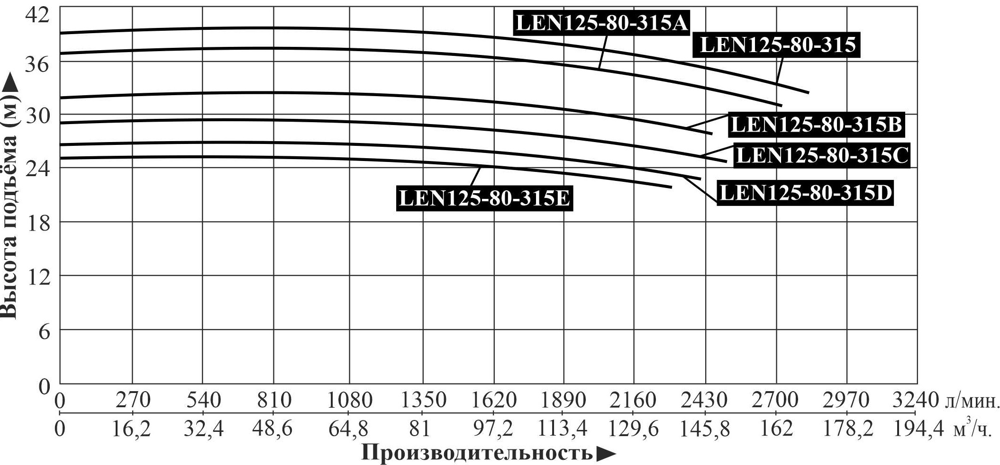 42
36
30
24
18
12
6
0
Высота подъёма (м)
LEN125-80-315A
LEN125-80-315
LEN125-80-315B
LEN125-80-315C
LEN125-80-315D
LEN125-80-315E
0 270 540 810 1080 1350 1620 1890 2160 2430 2700 2970 3240 л/мин.
0 16,2 32,4 48,6 64,8 81 97,2 113,4 129,6 145,8 162 178,2 194,4 м³/ч.
Производительность